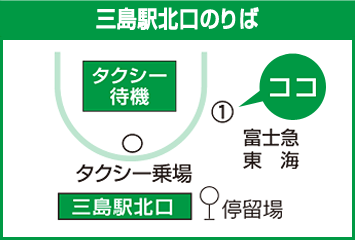 三島駅北口のりば
タクシー
待機
ココ
①
富士急
東 海
タクシー乗場
三島駅北口
停留場